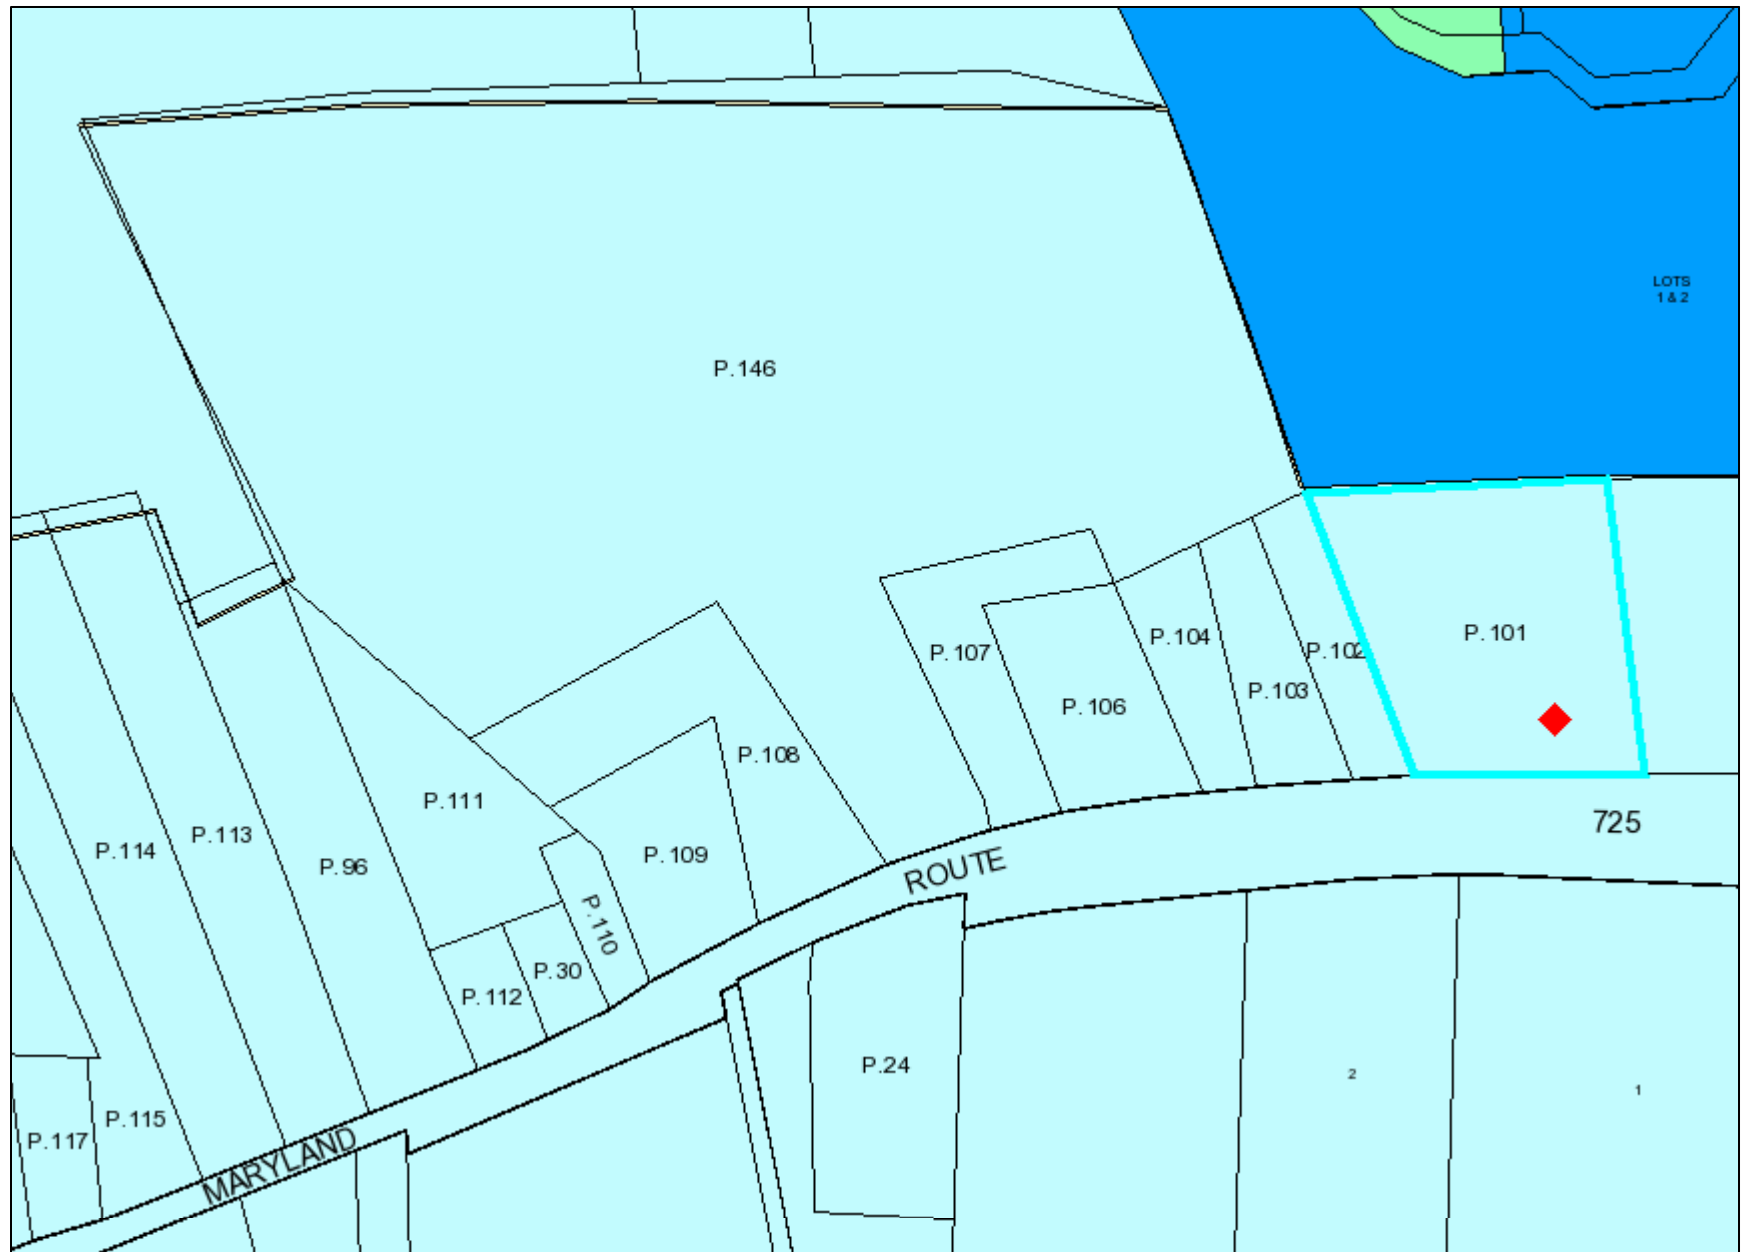 LOTS
1 & 2
P.146
P.101
P.104
P.102
P.107
P.103
P.106
P.108
P.111
725
P.113
P.114
P.109
P.96
ROUTE
P.110
P.30
P.112
P.24
2
1
P.115
P.117
MARYLAND